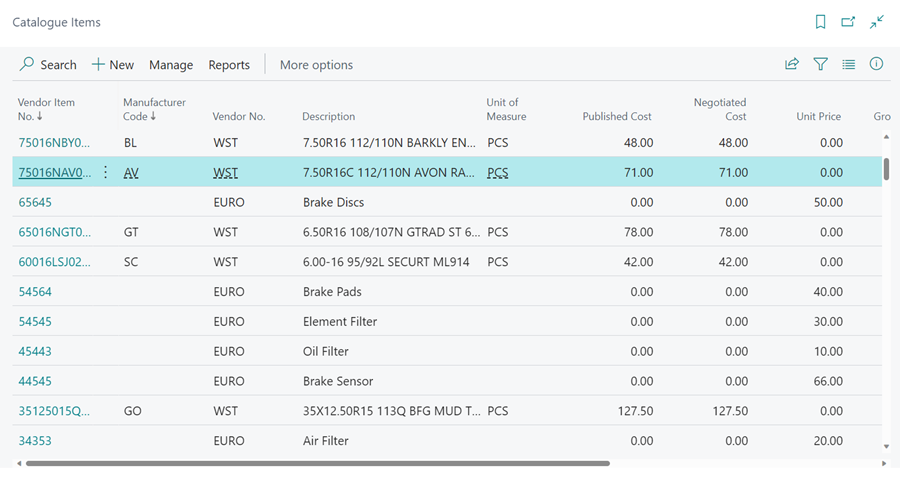 Catalogue Items
Search New Manage Reports More options
Vendor Item No. ↓ Manufacturer Code ↓ Vendor No. Description Unit of Measure Published Cost Negotiated Cost Unit Price Gro
75016NBY0... BL WST 7.50R16 112/110N BARKLY EN... PCS 48.00 48.00 0.00
75016NAV0... AV WST 7.50R16C 112/110N AVON RA... PCS 71.00 71.00 0.00
65645 EURO Brake Discs 0.00 0.00 50.00
65016NGT0... GT WST 6.50R16 108/107N GTRAD ST 6... PCS 78.00 78.00 0.00
60016LSJ02... SC WST 6.00-16 95/92L SECURT ML914 PCS 42.00 42.00 0.00
54564 EURO Brake Pads 0.00 0.00 40.00
54545 EURO Element Filter 0.00 0.00 30.00
45443 EURO Oil Filter 0.00 0.00 10.00
44545 EURO Brake Sensor 0.00 0.00 66.00
35125015Q... GO WST 35X12.50R15 113Q BFG MUD T... PCS 127.50 127.50 0.00
34353 EURO Air Filter 0.00 0.00 20.00